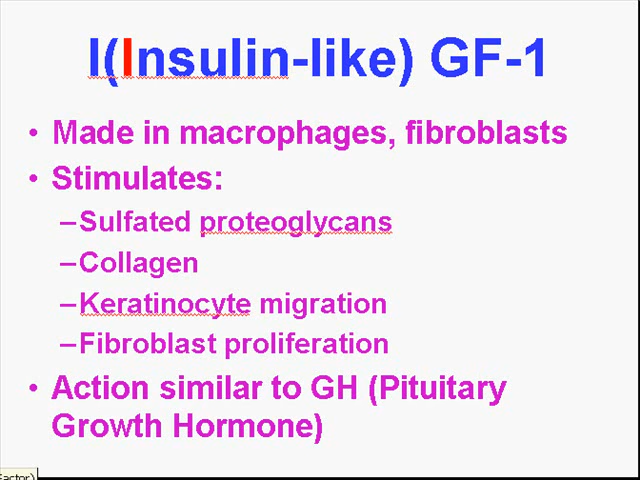 I(Insulin-like) GF-1
• Made in macrophages, fibroblasts
• Stimulates:
–Sulfated proteoglycans
–Collagen
–Keratinocyte migration
–Fibroblast proliferation
• Action similar to GH (Pituitary
Growth Hormone)
Factor)